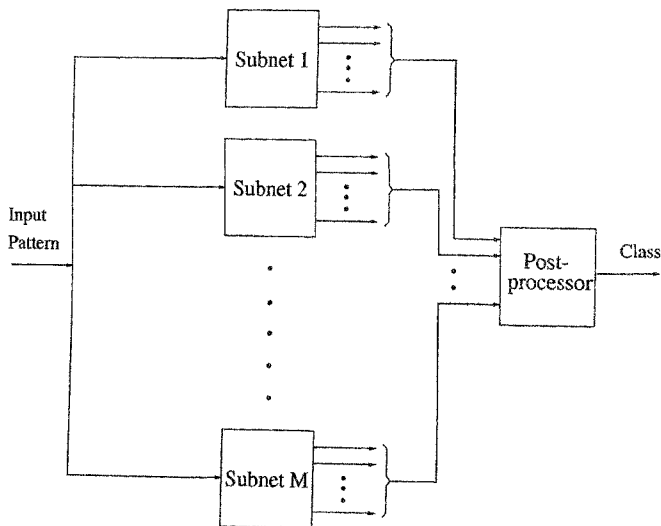 Subnet 1
Subnet 2
Input
Pattern
Post-
processor
Class
Subnet M